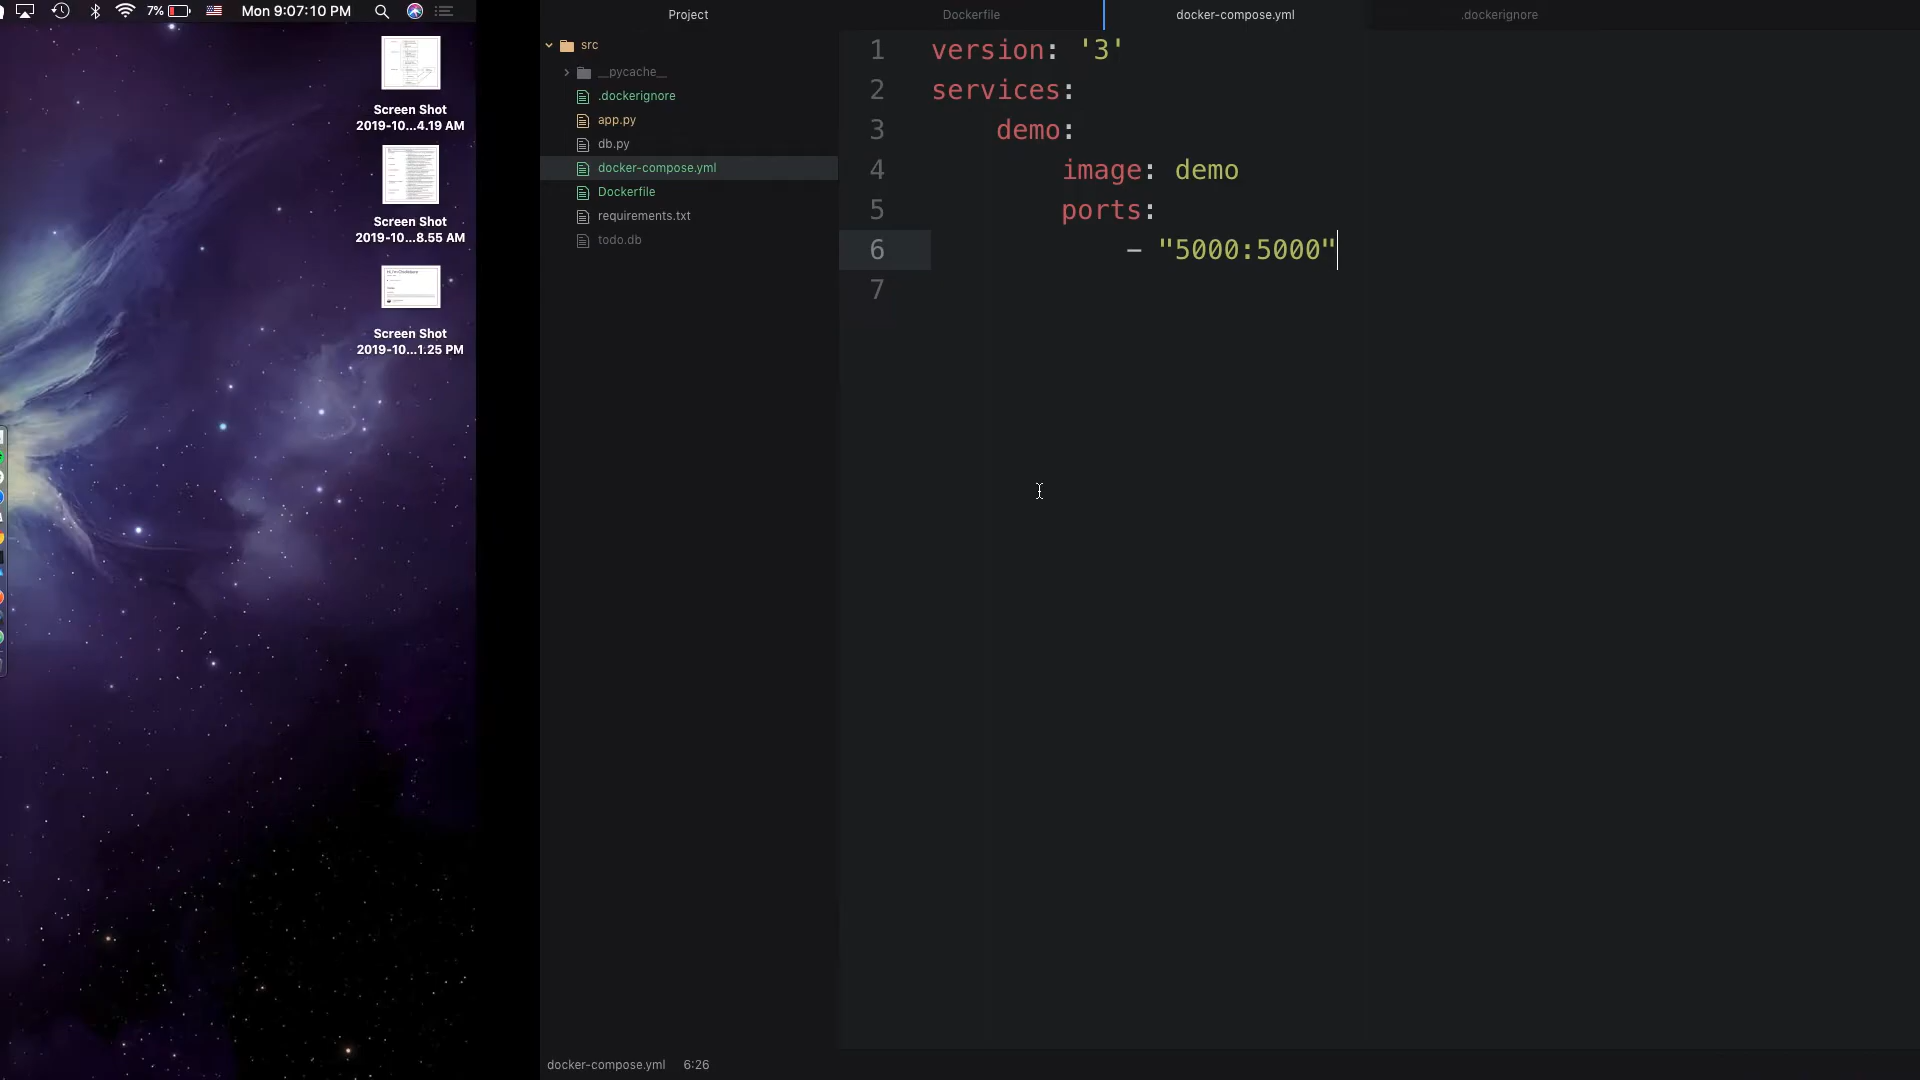 7%
Mon 9:07:10 PM
Screen Shot
2019-10...4.19 AM
Screen Shot
2019-10...8.55 AM
Screen Shot
2019-10...1.25 PM
Project
src
__pycache__
.dockerignore
app.py
db.py
docker-compose.yml
Dockerfile
requirements.txt
todo.db
Dockerfile
docker-compose.yml
.dockerignore
1 version: '3'
2 services:
3 demo:
4 image: demo
5 ports:
6 - "5000:5000"
7
docker-compose.yml 6:26